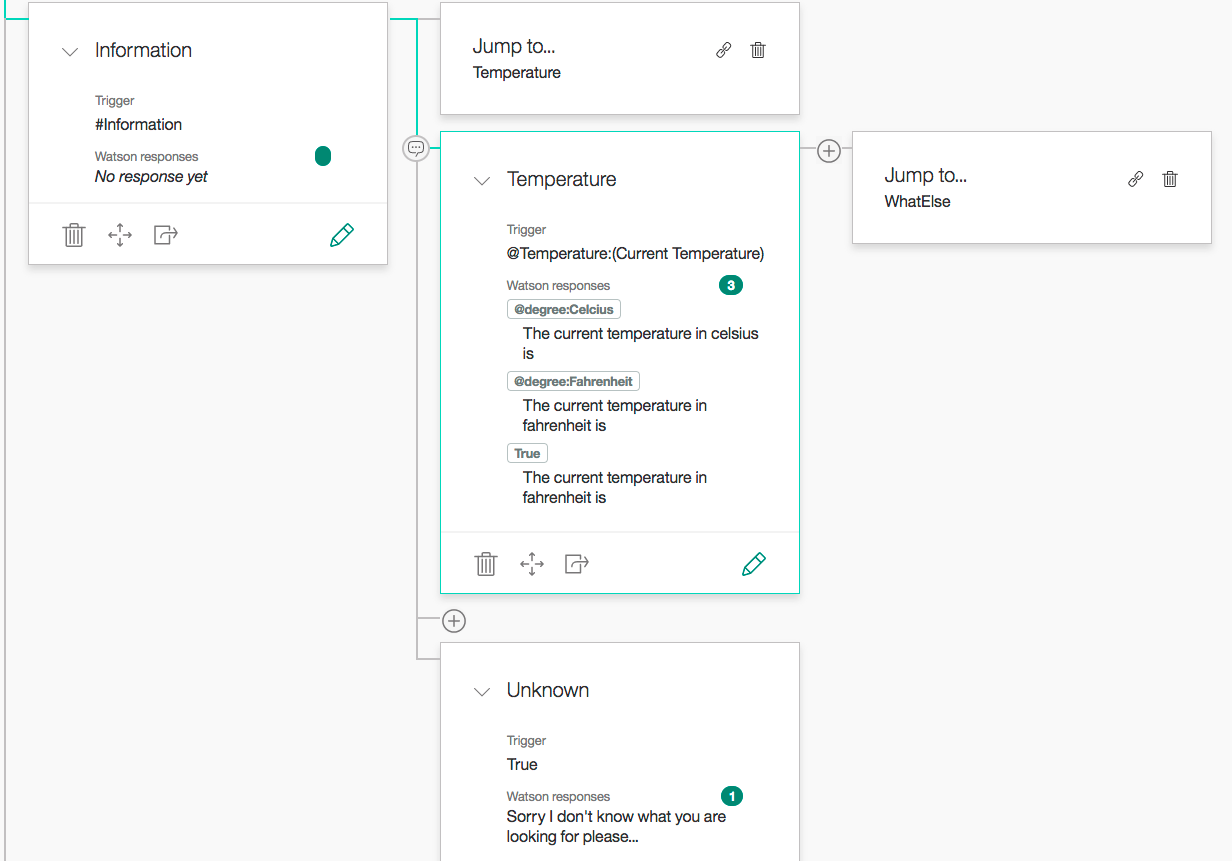 Information
Trigger
#Information
Watson responses
No response yet
Jump to...
Temperature
Temperature
Trigger
@Temperature:(Current Temperature)
Watson responses
3
@degree:Celcius
The current temperature in celsius
is
@degree:Fahrenheit
The current temperature in
fahrenheit is
True
The current temperature in
fahrenheit is
Jump to...
WhatElse
Unknown
Trigger
True
Watson responses
1
Sorry I don't know what you are
looking for please...